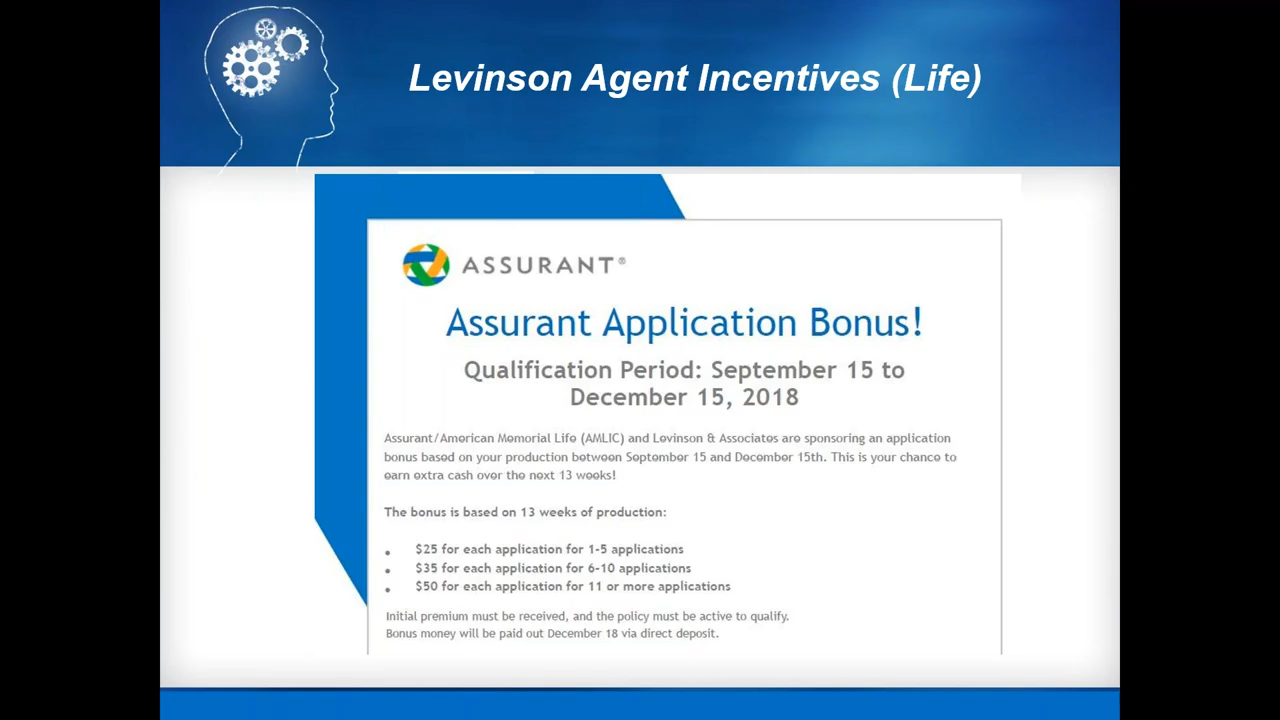 Levinson Agent Incentives (Life)
ASSURANT®
Assurant Application Bonus!
Qualification Period: September 15 to
December 15, 2018
Assurant/American Memorial Life (AMLIC) and Levinson & Associates are sponsoring an application
bonus based on your production between September 15 and December 15th. This is your chance to
earn extra cash over the next 13 weeks!
The bonus is based on 13 weeks of production:
• $25 for each application for 1-5 applications
• $35 for each application for 6-10 applications
• $50 for each application for 11 or more applications
Initial premium must be received, and the policy must be active to qualify.
Bonus money will be paid out December 18 via direct deposit.